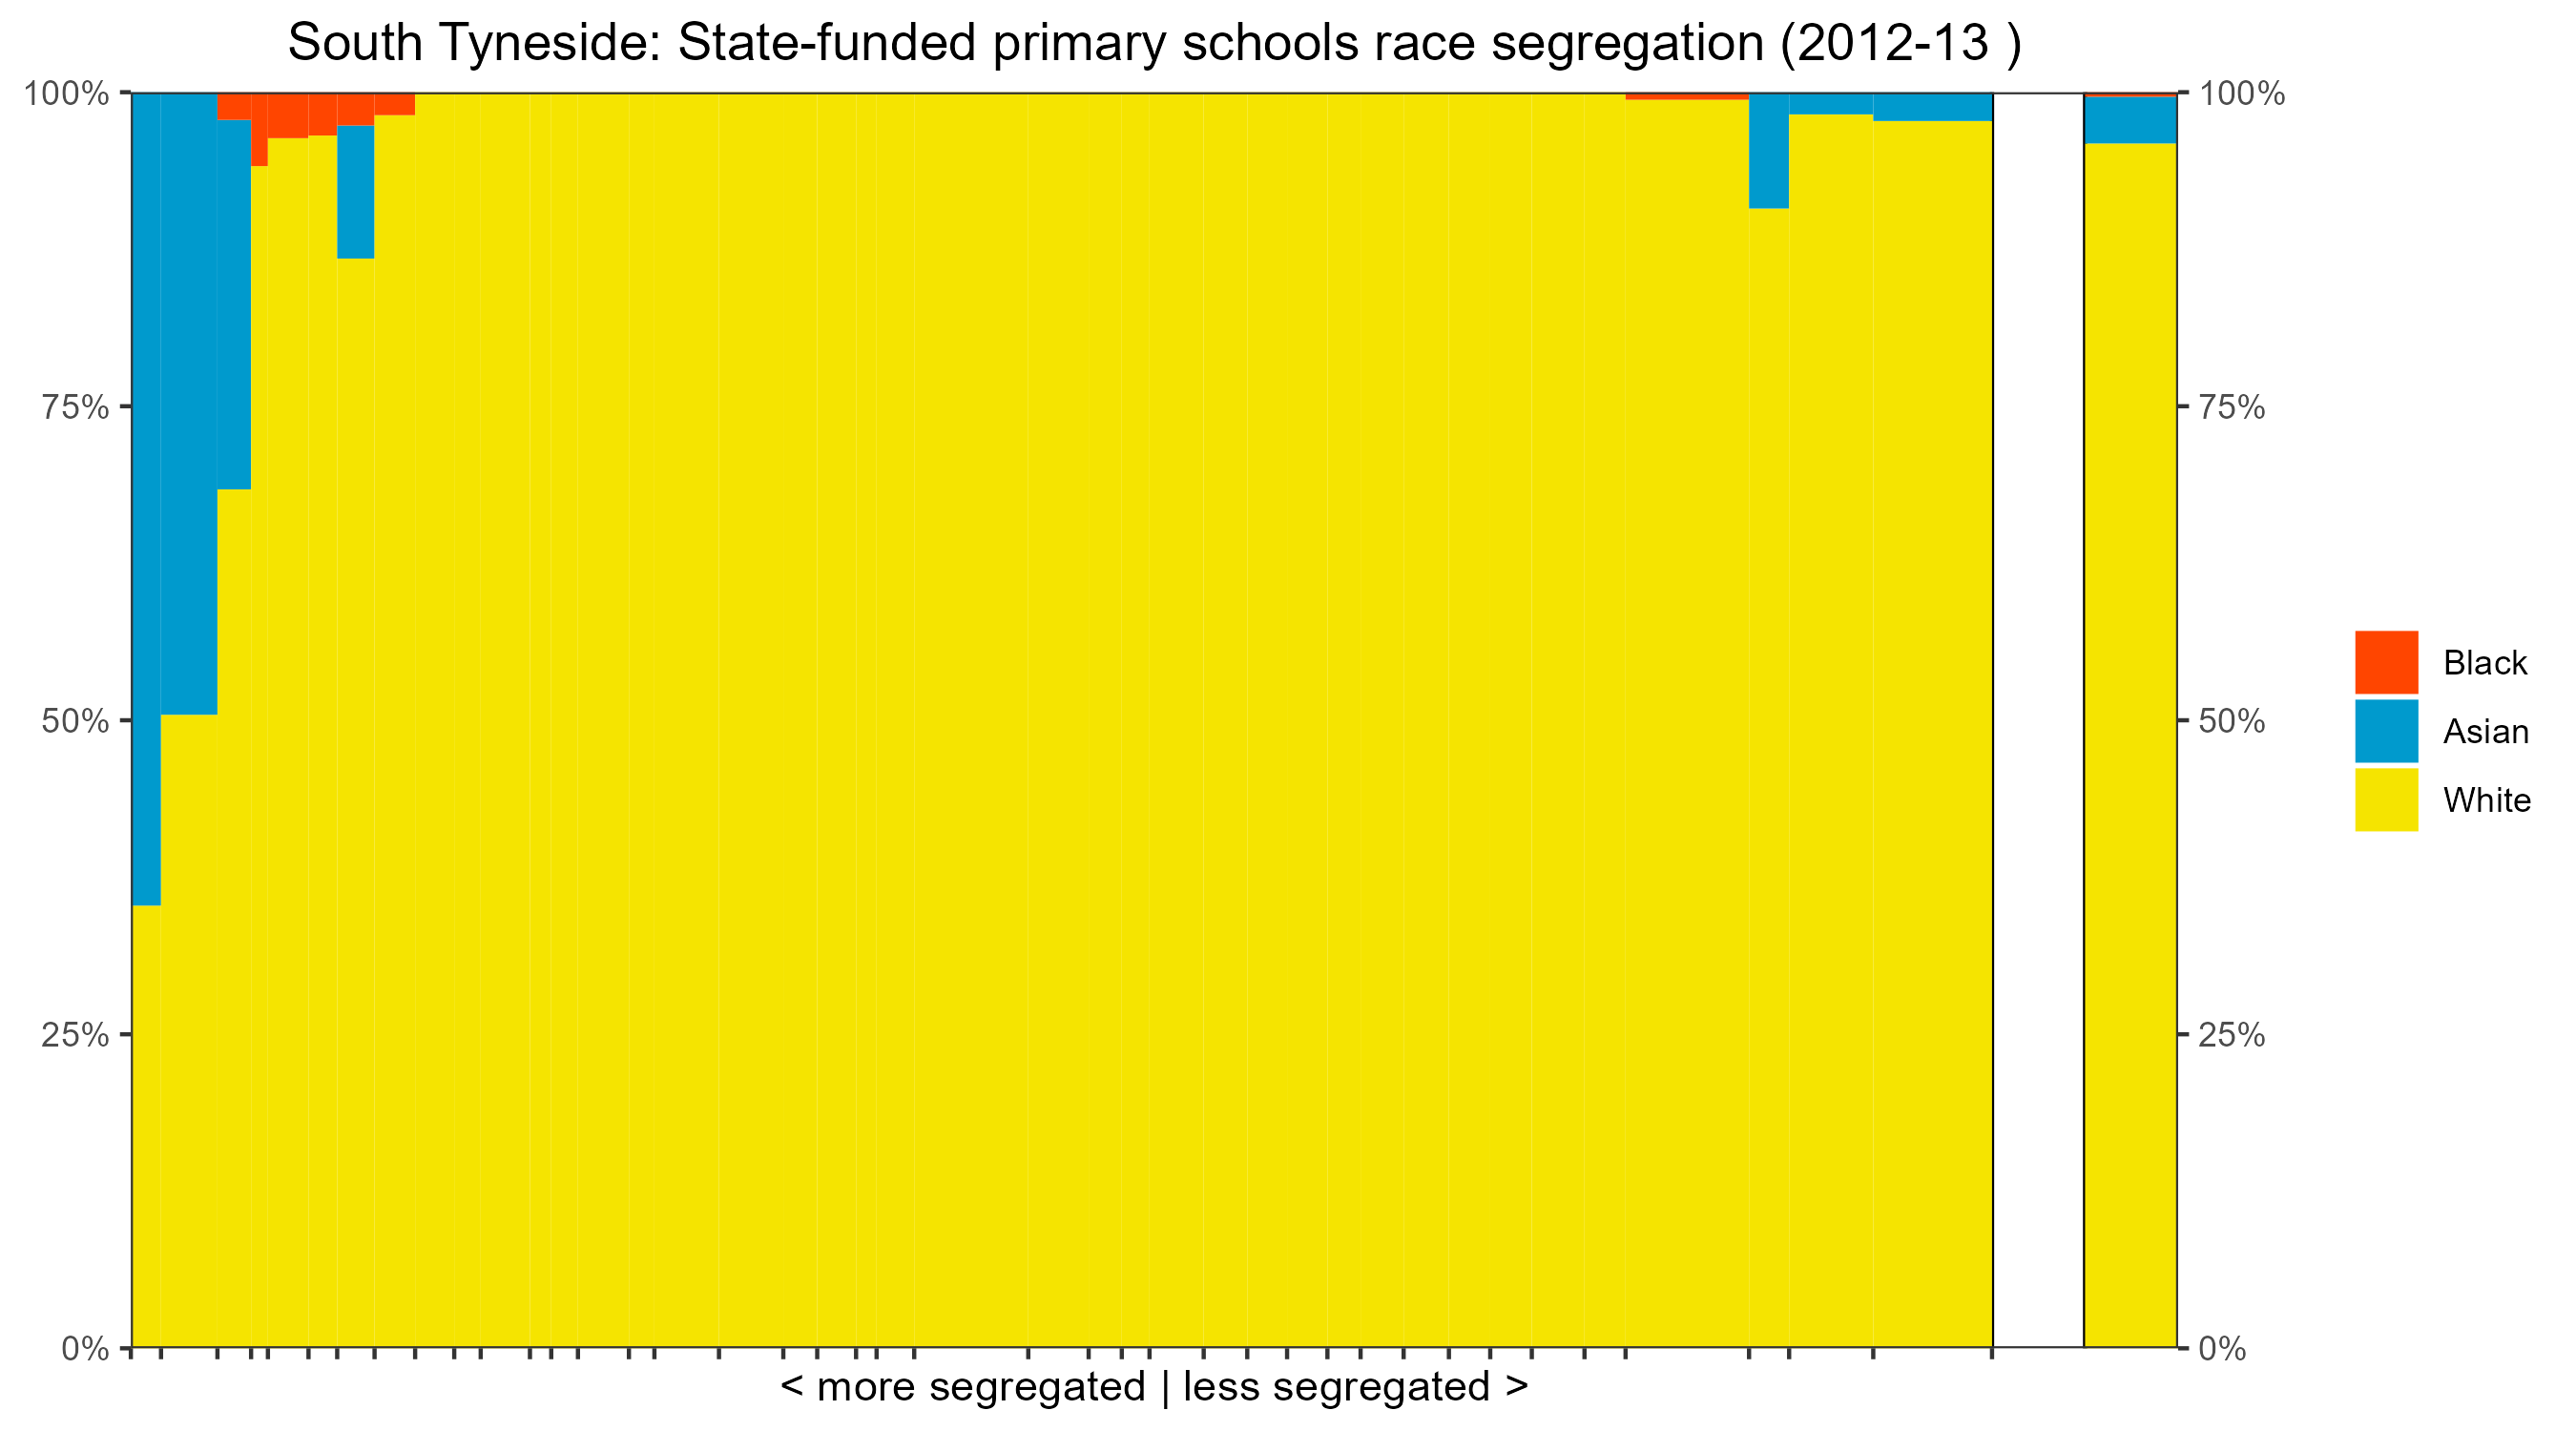 South Tyneside: State-funded primary schools race segregation (2012-13 )
100%
75%
50%
25%
0%
100%
75%
50%
25%
0%
Black
Asian
White
< more segregated | less segregated >